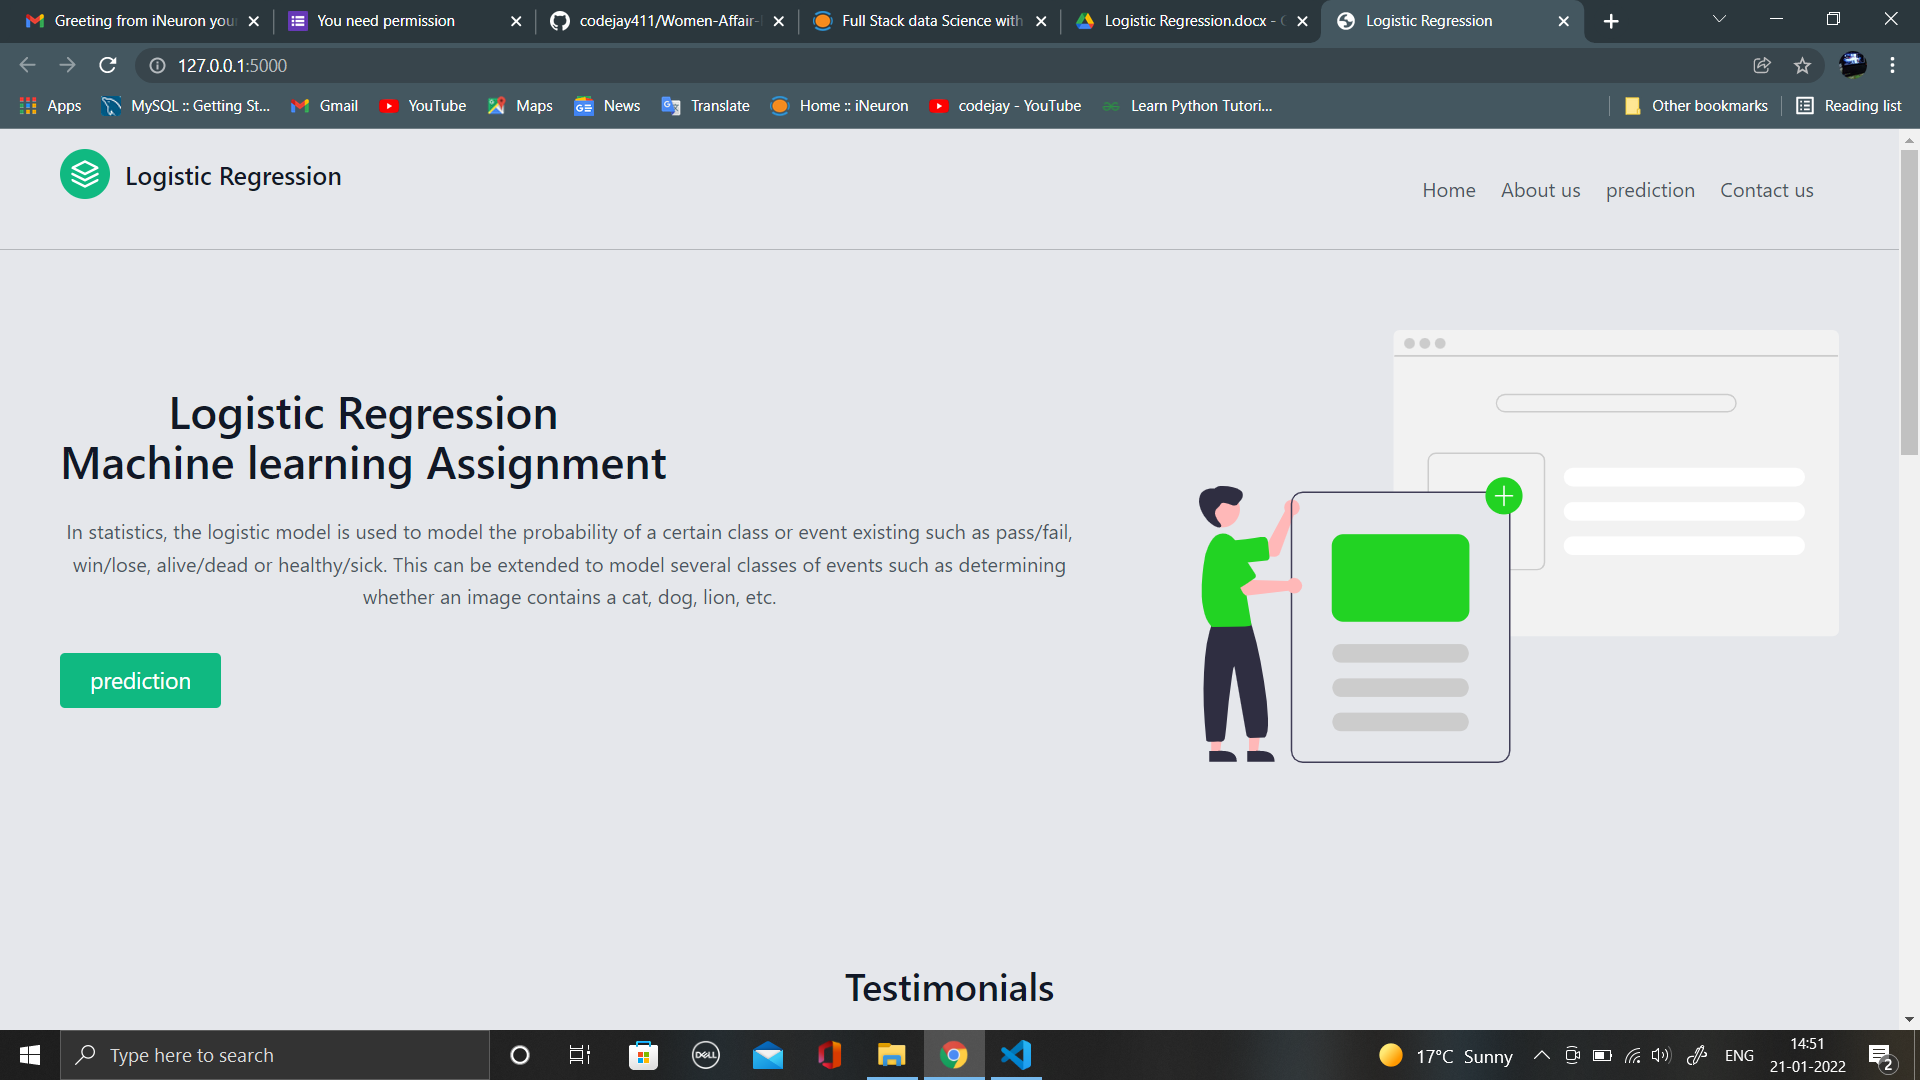 Greeting from iNeuron you
You need permission
codejay411/Women-Affair-
Full Stack data Science with
Logistic Regression.docx -
Logistic Regression
127.0.0.1:5000
Apps
MySQL :: Getting St...
Gmail
YouTube
Maps
News
Translate
Home :: iNeuron
codejay - YouTube
Learn Python Tutori...
Other bookmarks
Reading list
Logistic Regression
Home
About us
prediction
Contact us
Logistic Regression
Machine learning Assignment
In statistics, the logistic model is used to model the probability of a certain class or event existing such as pass/fail,
win/lose, alive/dead or healthy/sick. This can be extended to model several classes of events such as determining
whether an image contains a cat, dog, lion, etc.
prediction
Testimonials
Type here to search
DELL
17°C Sunny
ENG
14:51
21-01-2022
2